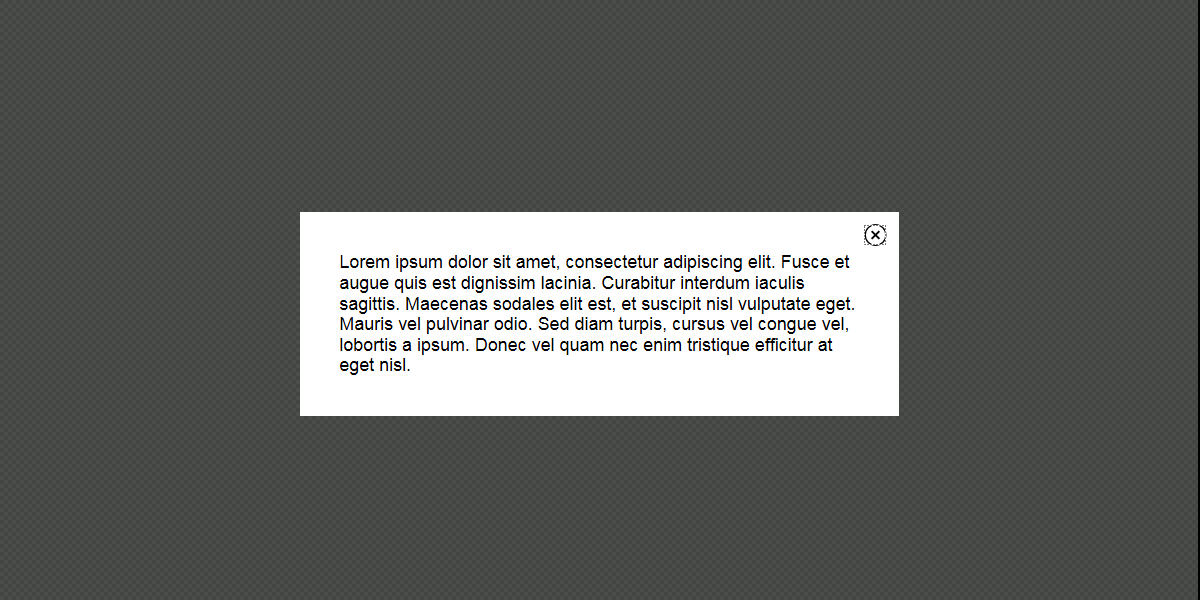 Lorem ipsum dolor sit amet, consectetur adipiscing elit. Fusce et
augue quis est dignissim lacinia. Curabitur interdum iaculis
sagittis. Maecenas sodales elit est, et suscipit nisl vulputate eget.
Mauris vel pulvinar odio. Sed diam turpis, cursus vel congue vel,
lobortis a ipsum. Donec vel quam nec enim tristique efficitur at
eget nisl.